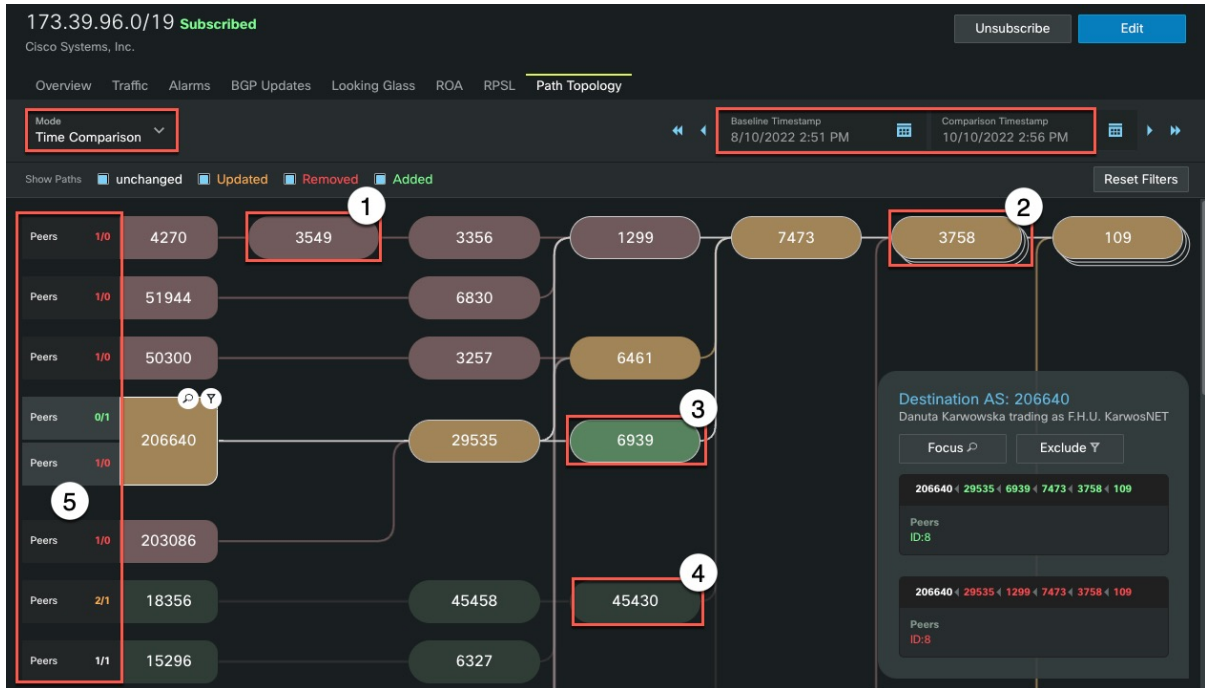 173.39.96.0/19 Subscribed
Unsubscribe
Edit
Cisco Systems, Inc.
Overview Traffic Alarms BGP Updates Looking Glass ROA RPSL Path Topology
Mode
Time Comparison
Baseline Timestamp
8/10/2022 2:51 PM
Comparison Timestamp
10/10/2022 2:56 PM
Show Paths unchanged Updated Removed Added
Reset Filters
1
2
Peers 1/0 4270 3549 3356 1299 7473 3758 109
Peers 1/0 51944 6830
Peers 1/0 50300 3257 6461
3
Peers 0/1
206640 29535 6939
Peers 1/0
5
Peers 1/0 203086
4
Peers 2/1 18356 45458 45430
Peers 1/1 15296 6327
Destination AS: 206640
Danuta Karwowska trading as F.H.U. KarwosNET
Focus
Exclude
206640 29535 6939 7473 3758 109
Peers
ID:8
206640 29535 1299 7473 3758 109
Peers
ID:8